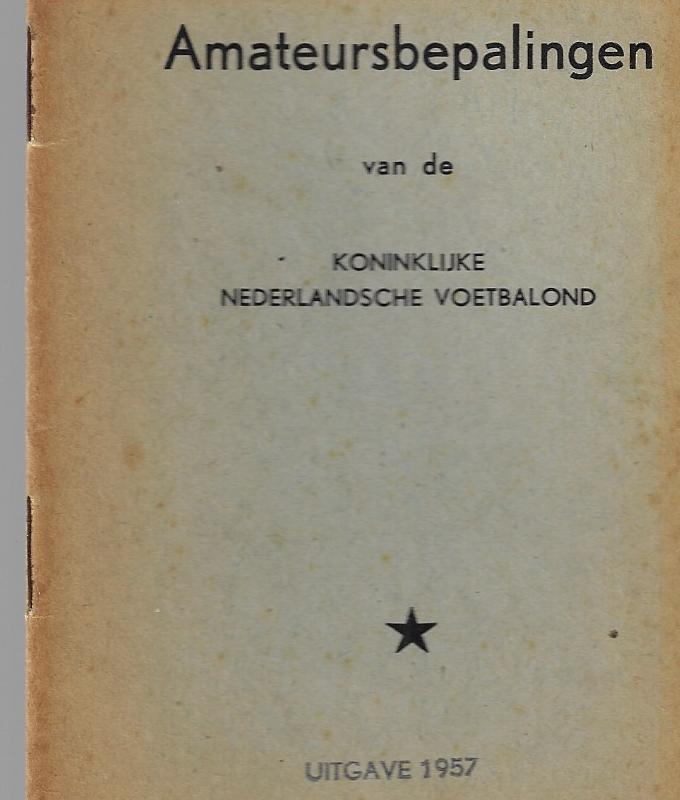 Amateursbepalingen
van de
KONINKLIJKE
NEDERLANDSCHE VOETBALOND
UITGAVE 1957